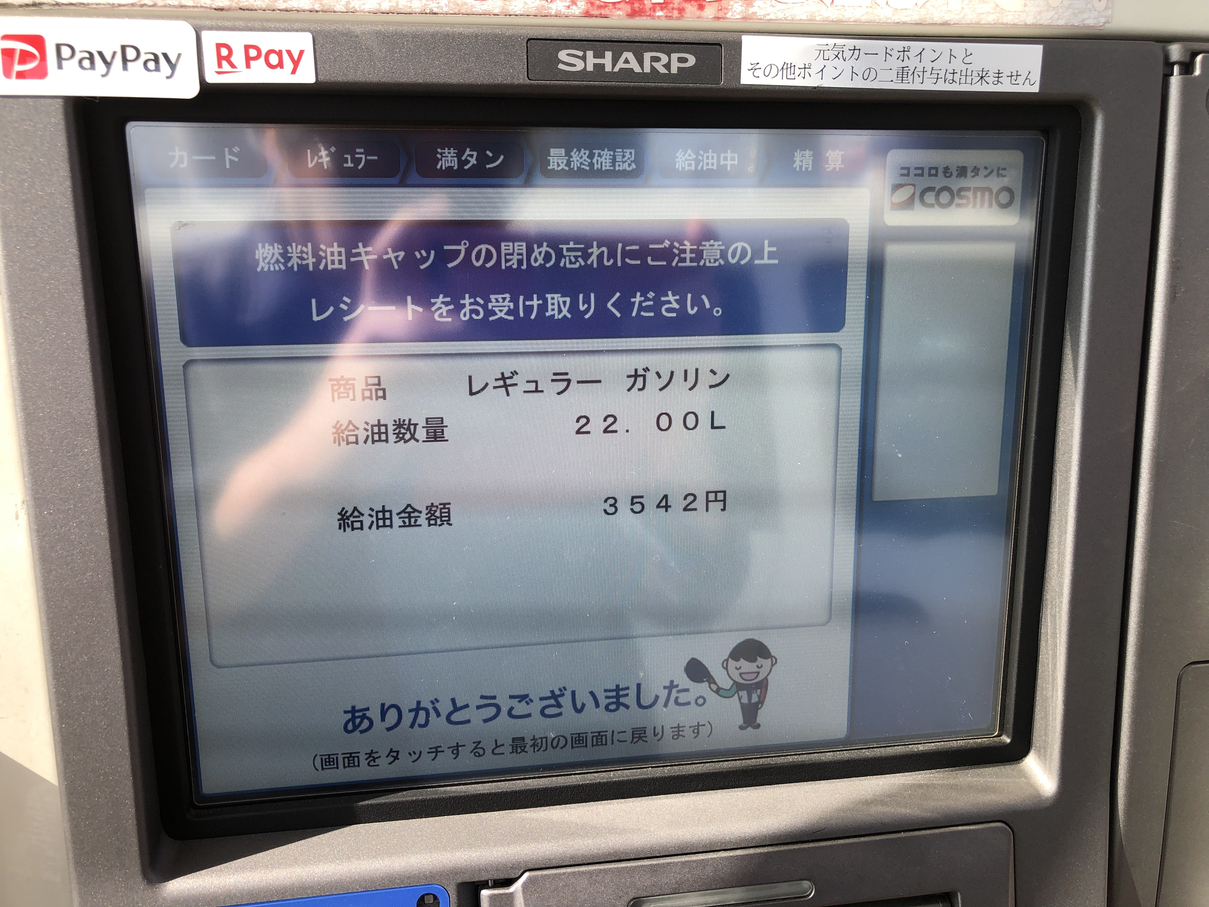 PayPay
R Pay
SHARP
元気カードポイントと
その他ポイントの二重付与は出来ません
カード
ﾚｷﾞｭﾗｰ
満タン
最終確認
給油中
精 算
ココロも満タンに
COSMO
燃料油キャップの閉め忘れにご注意の上
レシートをお受け取りください。
商品 レギュラー ガソリン
給油数量 22.00L
給油金額 3542円
ありがとうございました。
(画面をタッチすると最初の画面に戻ります)